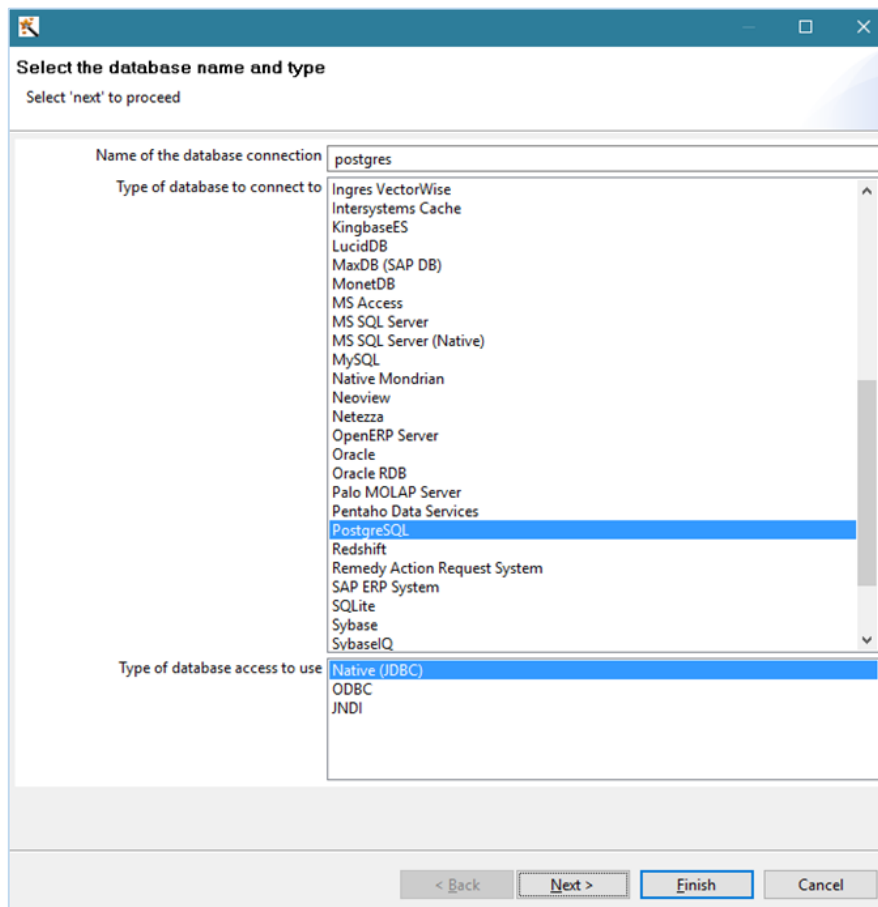 Select the database name and type
Select 'next' to proceed
Name of the database connection postgres
Type of database to connect to Ingres VectorWise
Intersystems Cache
KingbaseES
LucidDB
MaxDB (SAP DB)
MonetDB
MS Access
MS SQL Server
MS SQL Server (Native)
MySQL
Native Mondrian
Neoview
Netezza
OpenERP Server
Oracle
Oracle RDB
Palo MOLAP Server
Pentaho Data Services
PostgreSQL
Redshift
Remedy Action Request System
SAP ERP System
SQLite
Sybase
SybaseIQ
Type of database access to use Native (JDBC)
ODBC
JNDI
< Back Next > Finish Cancel